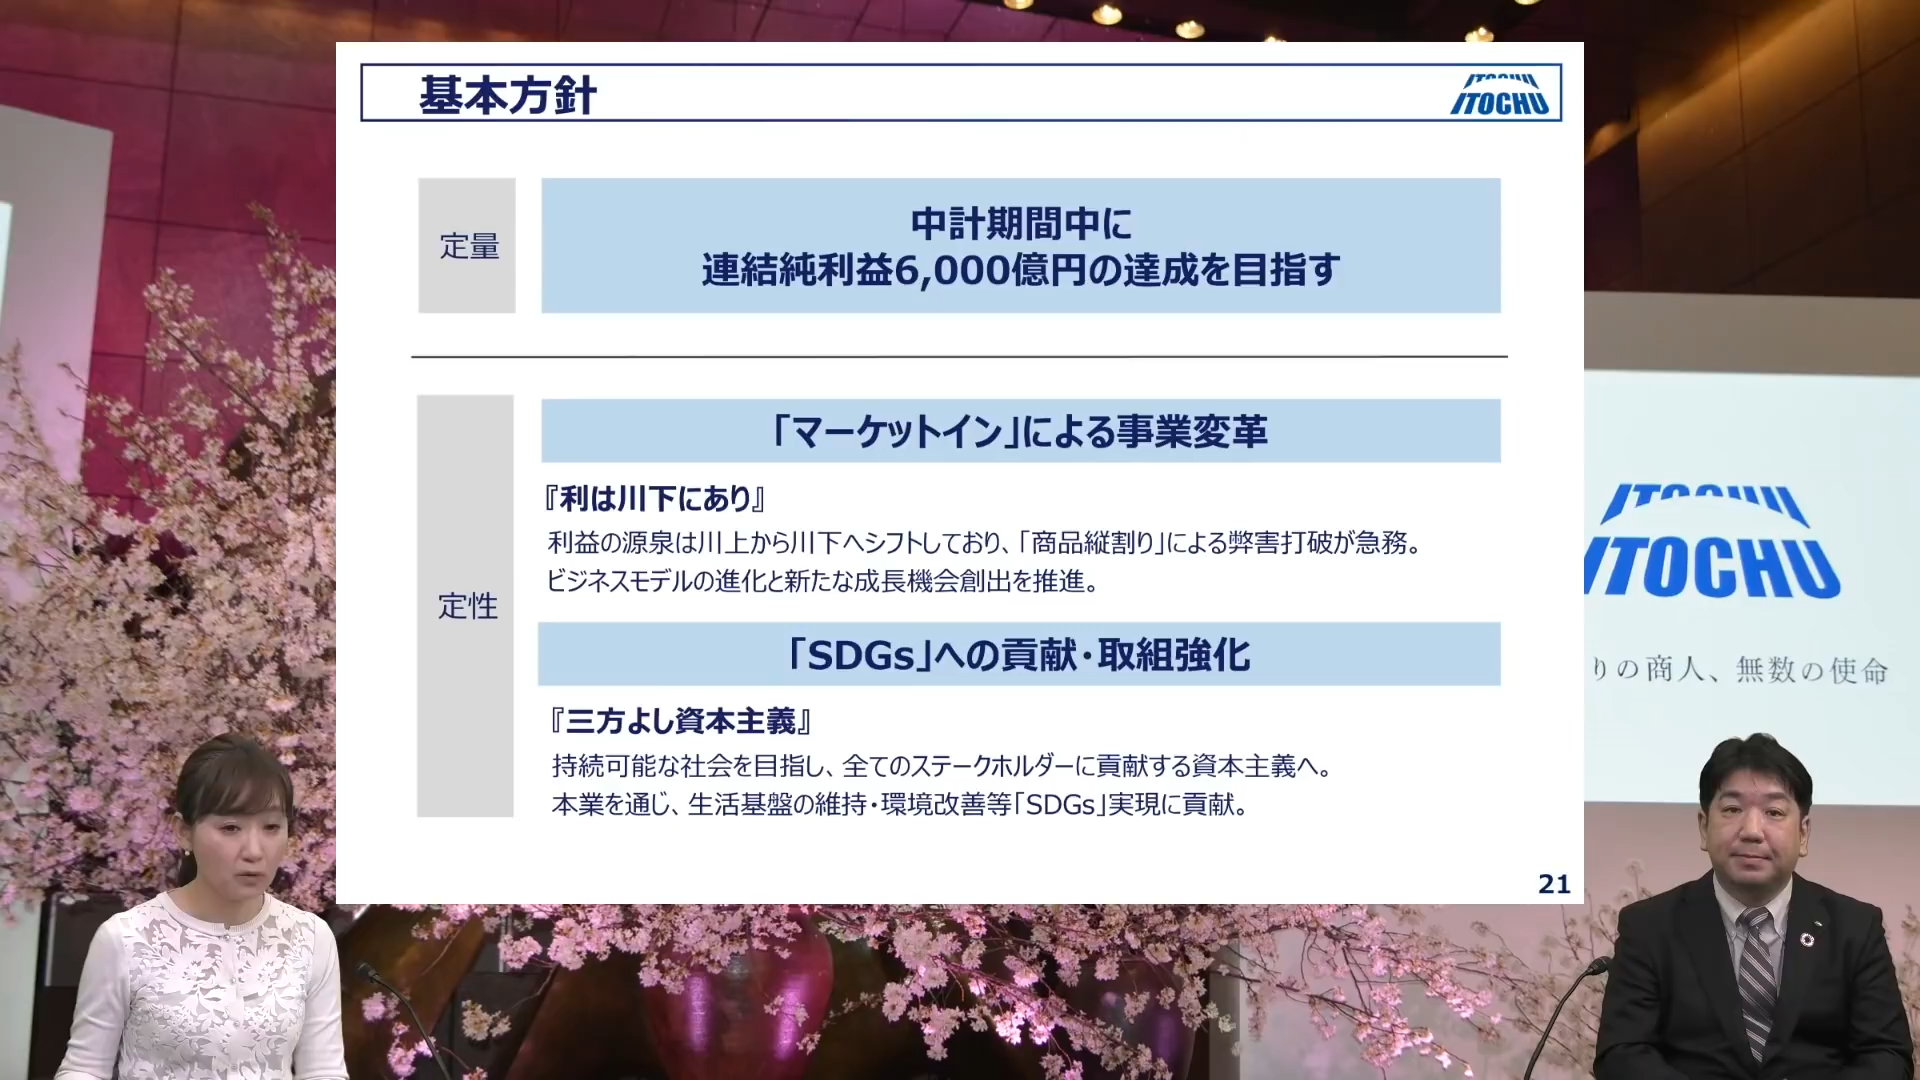 基本方針
ITOCHU
ITOCHU
定量
中計期間中に
連結純利益6,000億円の達成を目指す
定性
「マーケットイン」による事業変革
『利は川下にあり』
利益の源泉は川上から川下へシフトしており、「商品縦割り」による弊害打破が急務。
ビジネスモデルの進化と新たな成長機会創出を推進。
「SDGs」への貢献・取組強化
『三方よし資本主義』
持続可能な社会を目指し、全てのステークホルダーに貢献する資本主義へ。
本業を通じ、生活基盤の維持・環境改善等「SDGs」実現に貢献。
21
ITOCHU
ITOCHU
りの商人、無数の使命